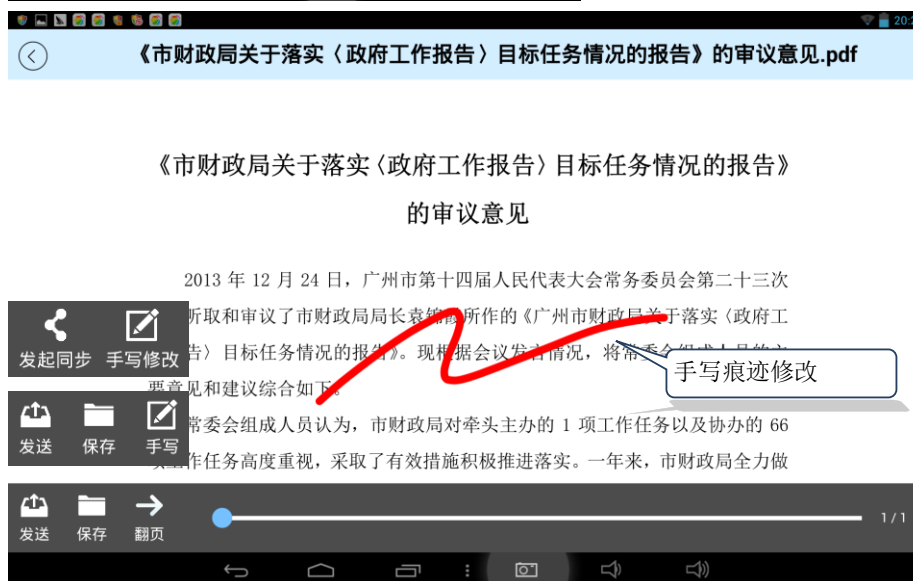 20:2
《市财政局关于落实〈政府工作报告〉目标任务情况的报告》的审议意见.pdf
《市财政局关于落实〈政府工作报告〉目标任务情况的报告》
的审议意见
2013 年 12 月 24 日，广州市第十四届人民代表大会常务委员会第二十三次
听取和审议了市财政局局长袁锦霞所作的《广州市财政局关于落实〈政府工
告〉目标任务情况的报告》。现根据会议发言情况，将常委会组成人员的主
要意见和建议综合如下。
常委会组成人员认为，市财政局对牵头主办的 1 项工作任务以及协办的 66
工作任务高度重视，采取了有效措施积极推进落实。一年来，市财政局全力做
手写痕迹修改
发起同步 手写修改
发送 保存 手写
发送 保存 翻页
1/1